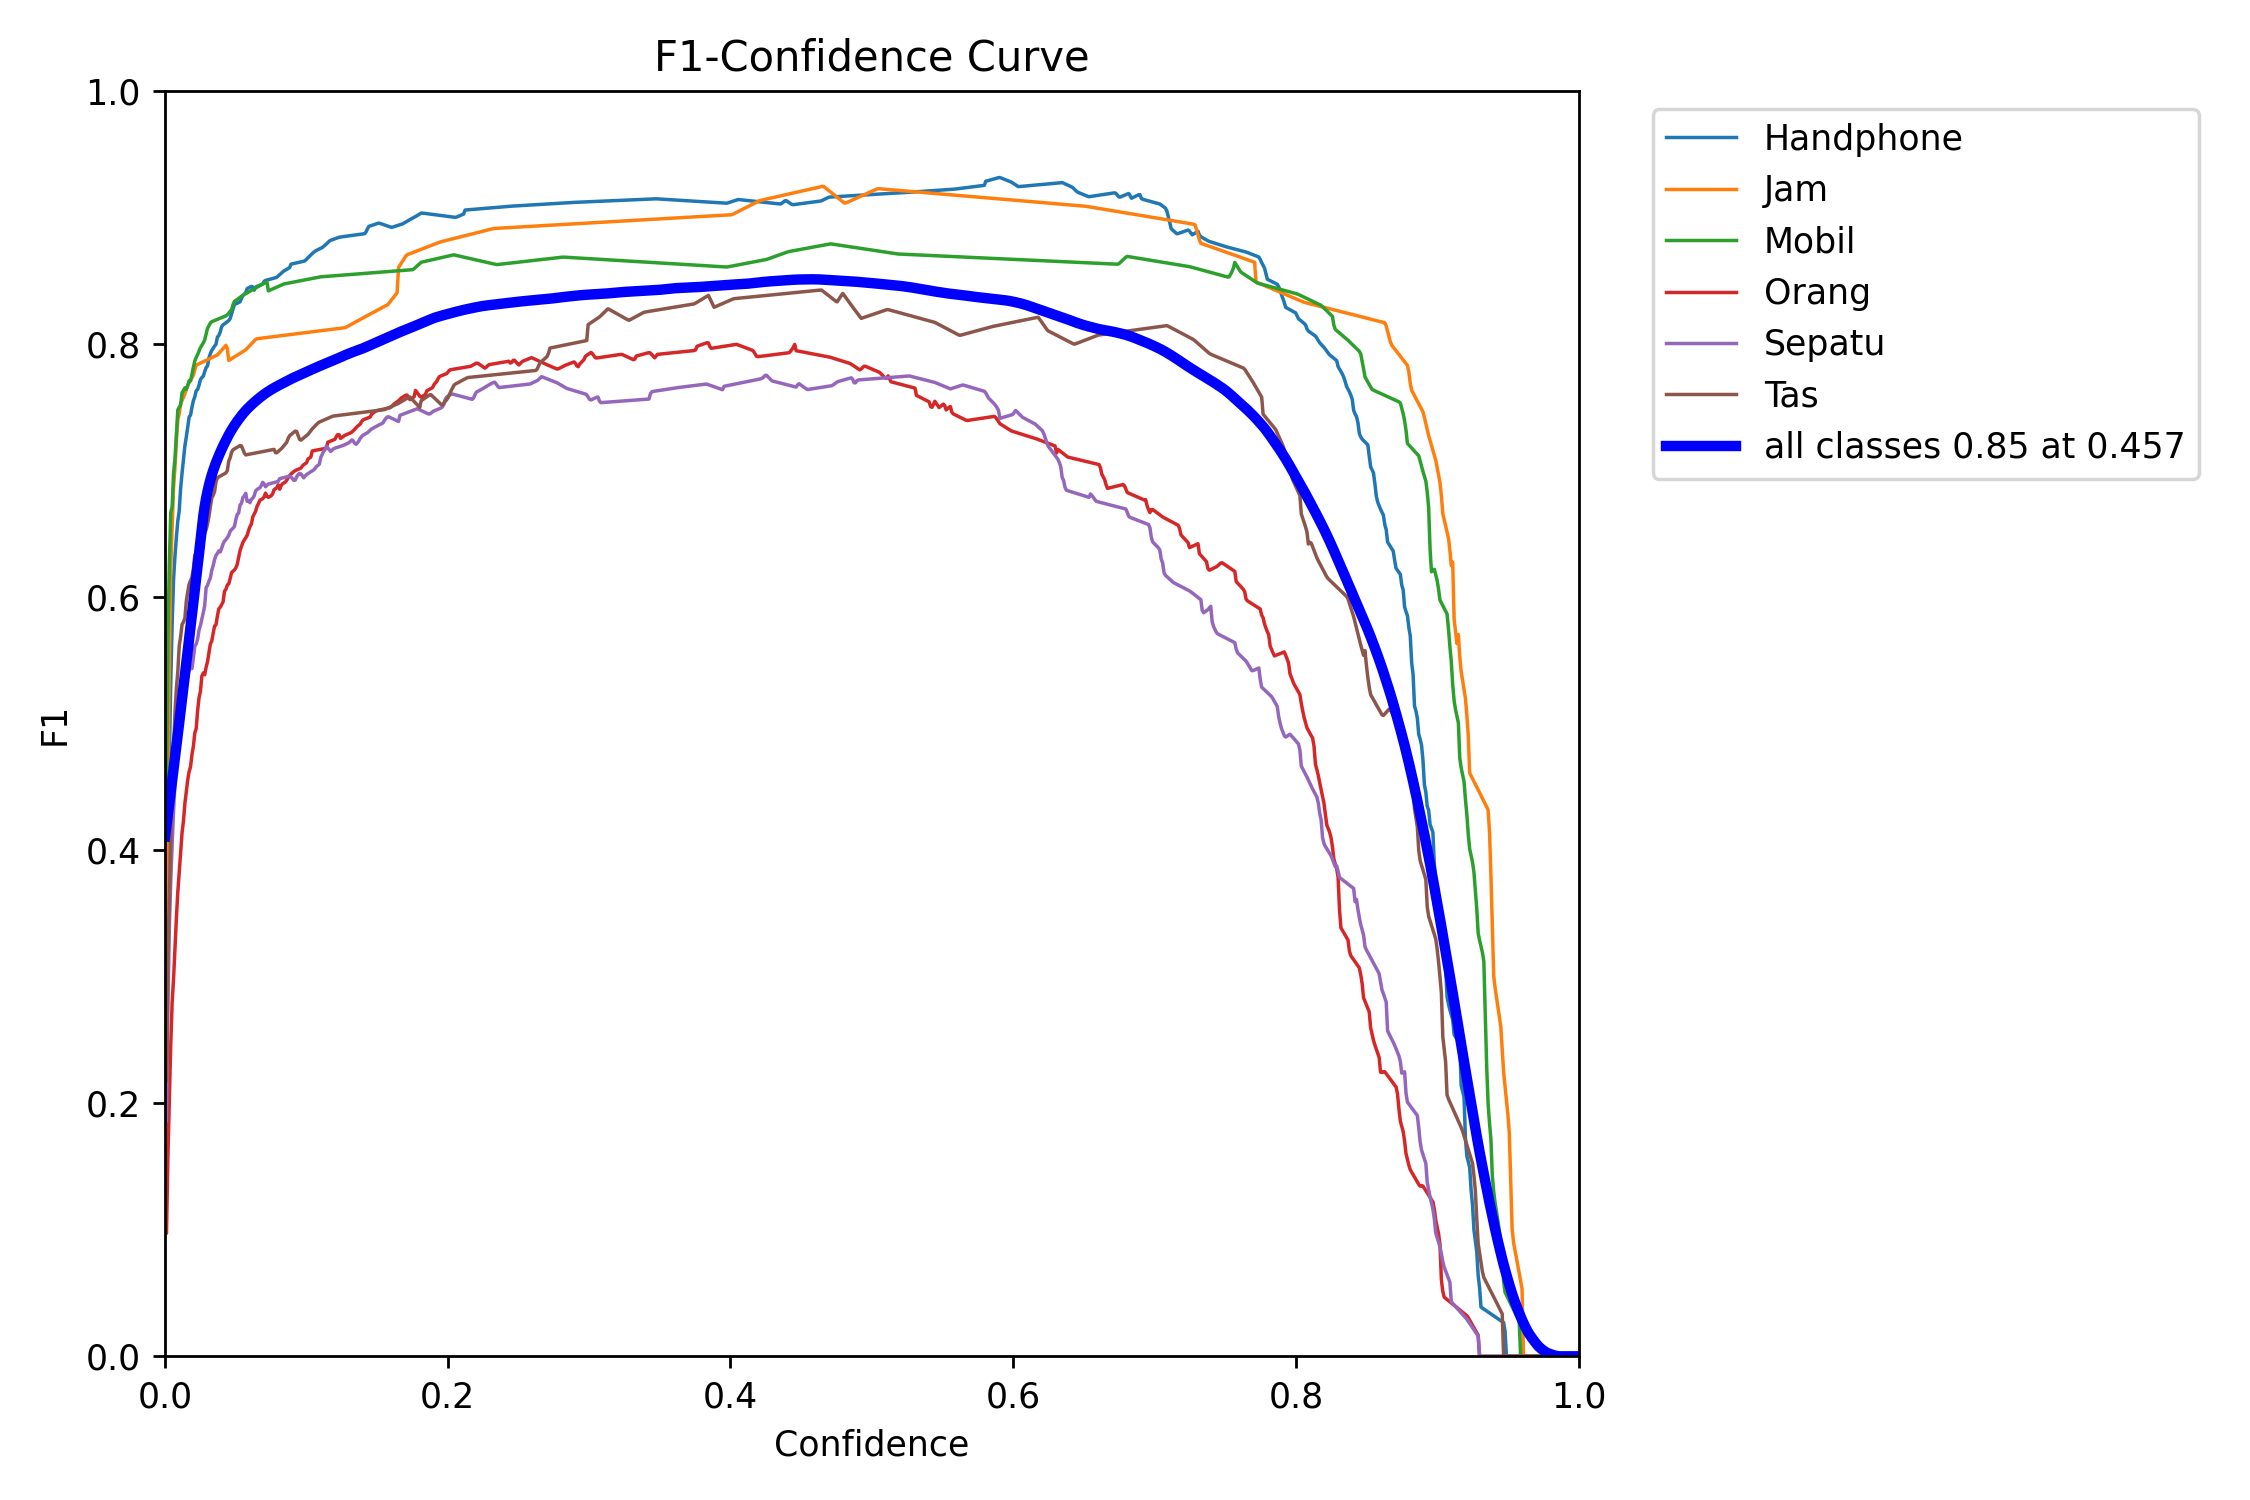 F1-Confidence Curve
1.0
0.8
0.6
0.4
0.2
0.0
F1
0.0 0.2 0.4 0.6 0.8 1.0
Confidence
Handphone
Jam
Mobil
Orang
Sepatu
Tas
all classes 0.85 at 0.457